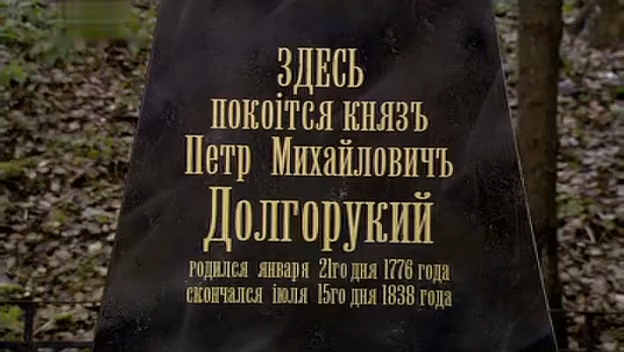 ЗДЕСЬ
покоiтся князъ
Петр Михайловичъ
Долгорукий
родился января 21го дня 1776 года
скончался iюля 15го дня 1838 года